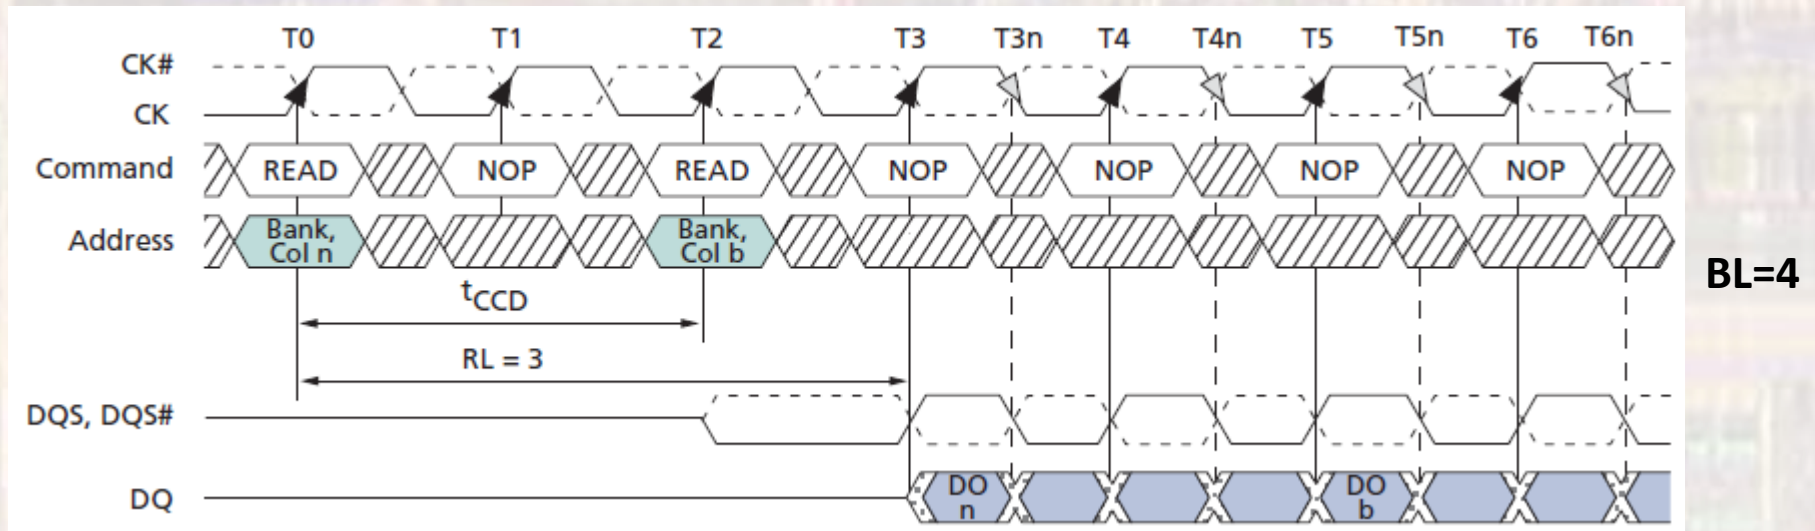 T0 T1 T2 T3 T3n T4 T4n T5 T5n T6 T6n
CK#
CK
Command READ NOP READ NOP NOP NOP NOP
Address Bank, Col n Bank, Col b
BL=4
tCCD
RL = 3
DQS, DQS#
DQ DO n DO b